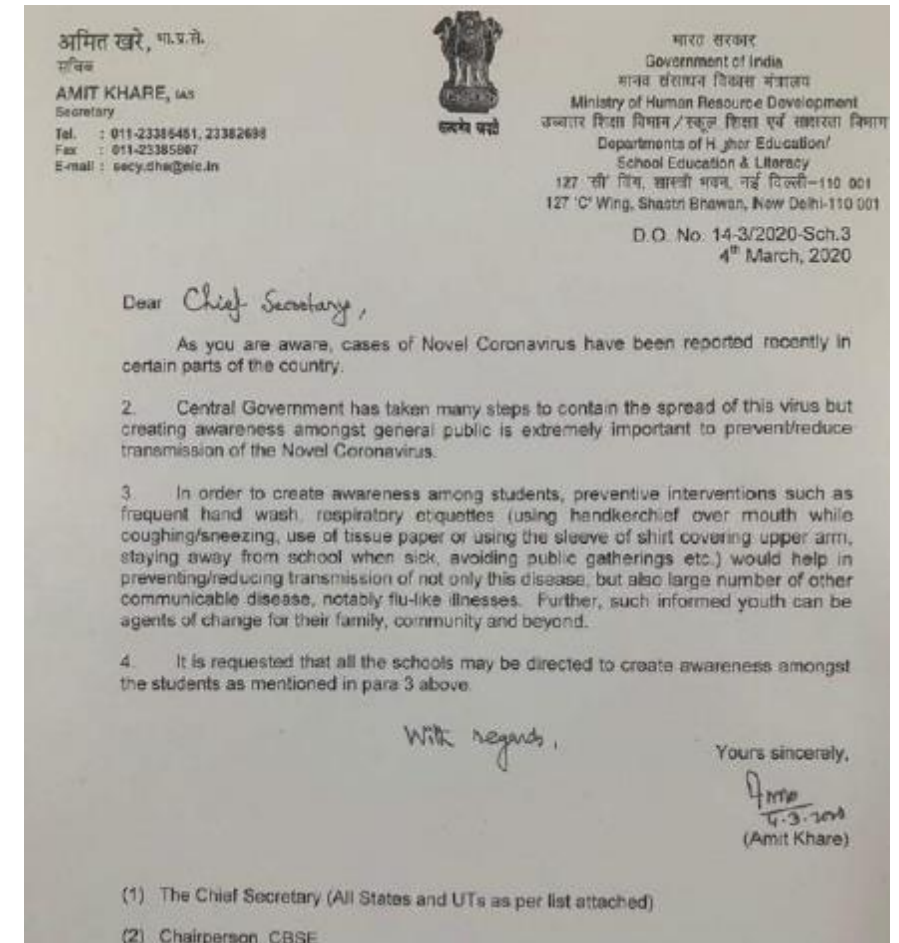 अमित खरे, भा.प्र.से.
सचिव
AMIT KHARE, IAS
Secretary
Tel. : 011-23386451, 23382698
Fax : 011-23385807
E-mail : secy.dhe@nic.in
सत्यमेव जयते
भारत सरकार
Government of India
मानव संसाधन विकास मंत्रालय
Ministry of Human Resource Development
उच्चतर शिक्षा विभाग/स्कूल शिक्षा एवं साक्षरता विभाग
Departments of Higher Education/
School Education & Literacy
127 'सी' विंग, शास्त्री भवन, नई दिल्ली-110 001
127 'C' Wing, Shastri Bhawan, New Delhi-110 001
D.O. No. 14-3/2020-Sch.3
4th March, 2020
Dear Chief Secretary,
As you are aware, cases of Novel Coronavirus have been reported recently in
certain parts of the country.
2. Central Government has taken many steps to contain the spread of this virus but
creating awareness amongst general public is extremely important to prevent/reduce
transmission of the Novel Coronavirus.
3 In order to create awareness among students, preventive interventions such as
frequent hand wash, respiratory etiquettes (using handkerchief over mouth while
coughing/sneezing, use of tissue paper or using the sleeve of shirt covering upper arm,
staying away from school when sick, avoiding public gatherings etc.) would help in
preventing/reducing transmission of not only this disease, but also large number of other
communicable disease, notably flu-like illnesses. Further, such informed youth can be
agents of change for their family, community and beyond.
4. It is requested that all the schools may be directed to create awareness amongst
the students as mentioned in para 3 above.
With regards,
Yours sincerely,
4.3.2020
(Amit Khare)
(1) The Chief Secretary (All States and UTs as per list attached)
(2) Chairperson, CBSE